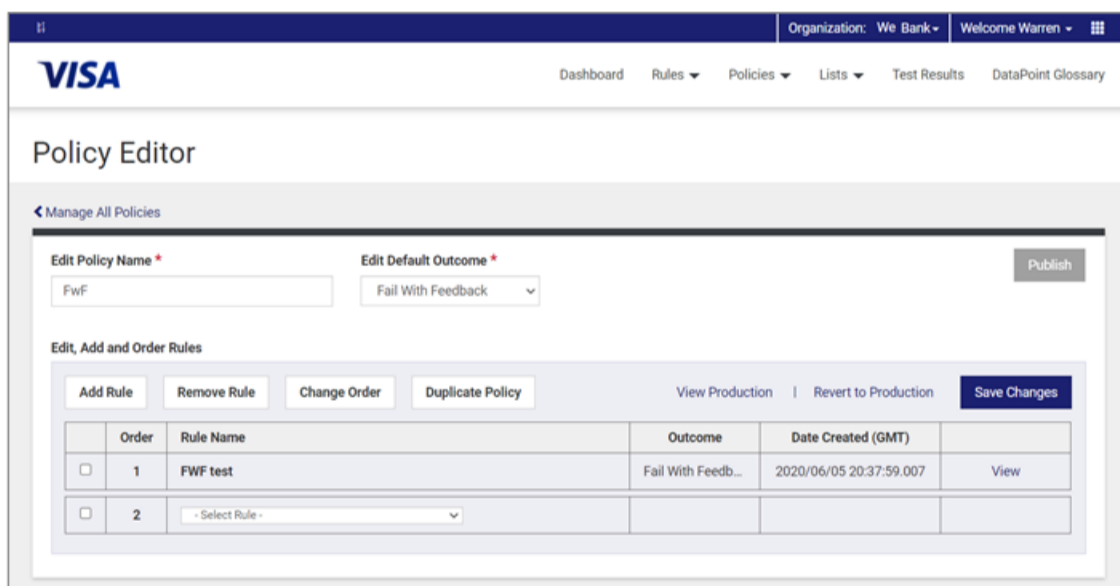 Organization: We Bank Welcome Warren
VISA
Dashboard Rules Policies Lists Test Results DataPoint Glossary
Policy Editor
Manage All Policies
Edit Policy Name * Edit Default Outcome *
Publish
FwF Fail With Feedback
Edit, Add and Order Rules
Add Rule Remove Rule Change Order Duplicate Policy View Production | Revert to Production Save Changes
Order Rule Name Outcome Date Created (GMT)
1 FWF test Fail With Feedb... 2020/06/05 20:37:59.007 View
2 - Select Rule -